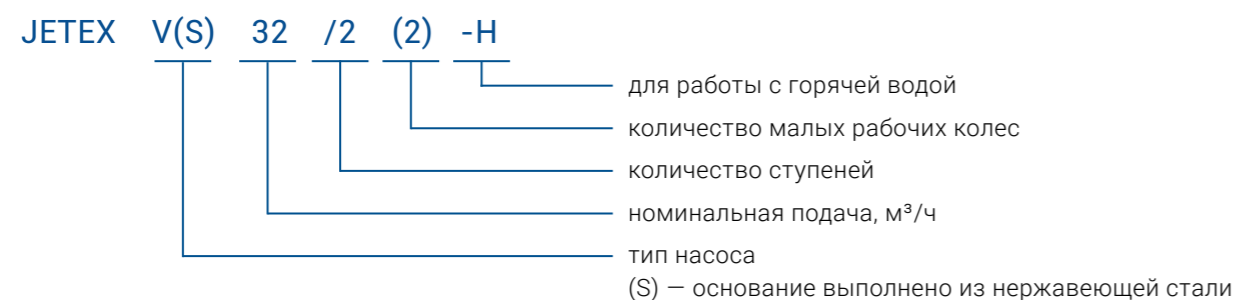 JETEX V(S) 32 /2 (2) -H
для работы с горячей водой
количество малых рабочих колес
количество ступеней
номинальная подача, м³/ч
тип насоса
(S) — основание выполнено из нержавеющей стали